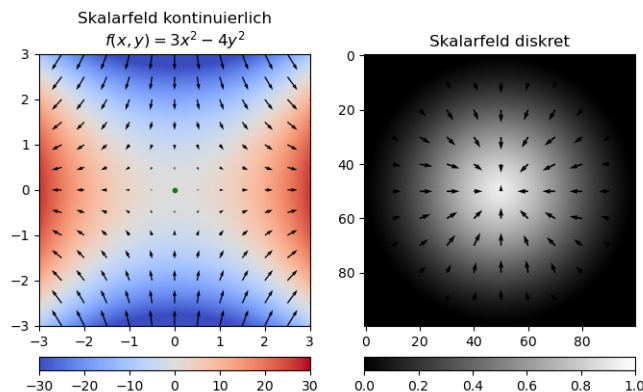 Skalarfeld kontinuierlich
f(x, y) = 3x² − 4y²
3
2
1
0
−1
−2
−3
−3 −2 −1 0 1 2 3
−30 −20 −10 0 10 20 30
Skalarfeld diskret
0
20
40
60
80
0 20 40 60 80
0.0 0.2 0.4 0.6 0.8 1.0